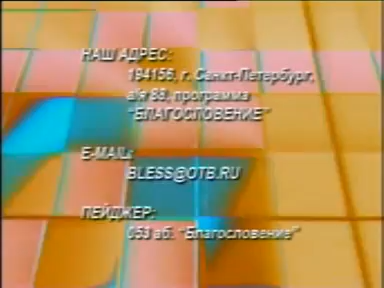 НАШ АДРЕС:
194156, г. Санкт-Петербург,
а/я 83, программа
"БЛАГОСЛОВЕНИЕ"
E-MAIL:
BLESS@OTB.RU
ПЕЙДЖЕР:
053 аб. "Благословение"